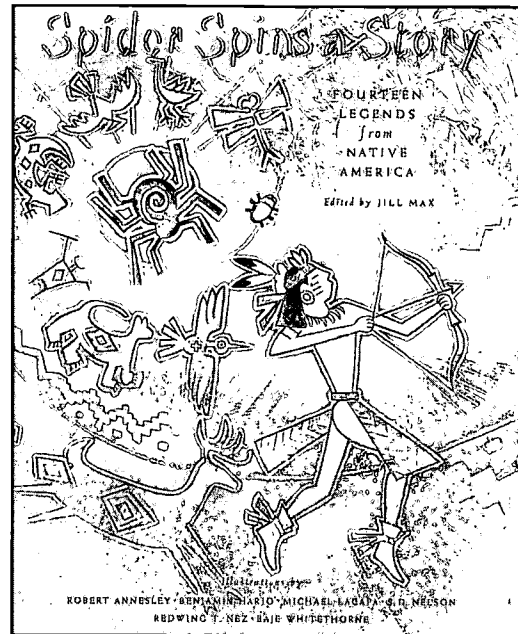 Spider Spins a Story
FOURTEEN
LEGENDS
from
NATIVE
AMERICA
Edited by JILL MAX
Illustrations by
ROBERT ANNESLEY • BENJAMIN HARJO • MICHAEL LACAPA • S.D. NELSON
REDWING T. NEZ • BAJE WHITETHORNE